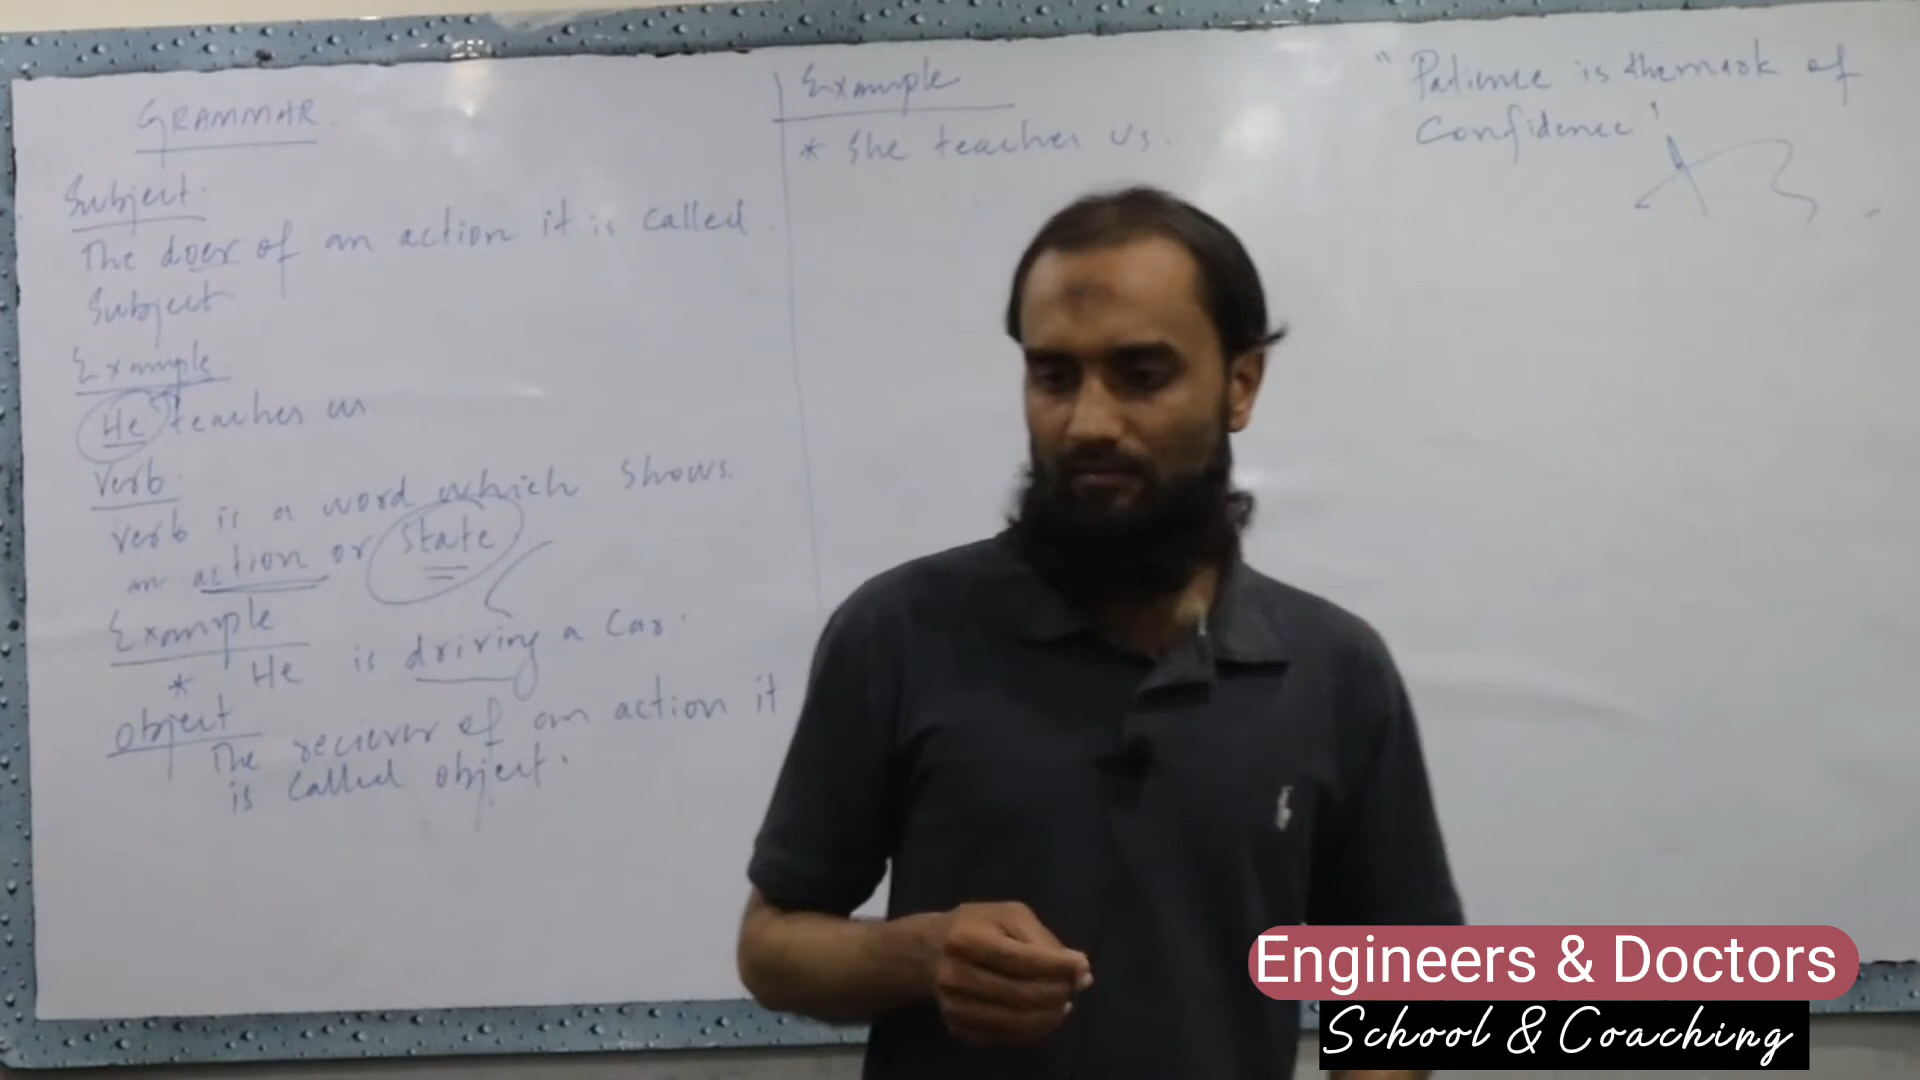 GRAMMAR
Subject.
The doer of an action it is called
Subject
Example
He teaches us
Verb.
Verb is a word which shows.
an action or state
Example
* He is driving a car.
object
The reciever of an action it
is called object.
Example
* She teaches us.
"Patience is the mark of
Confidence"
Engineers & Doctors
School & Coaching